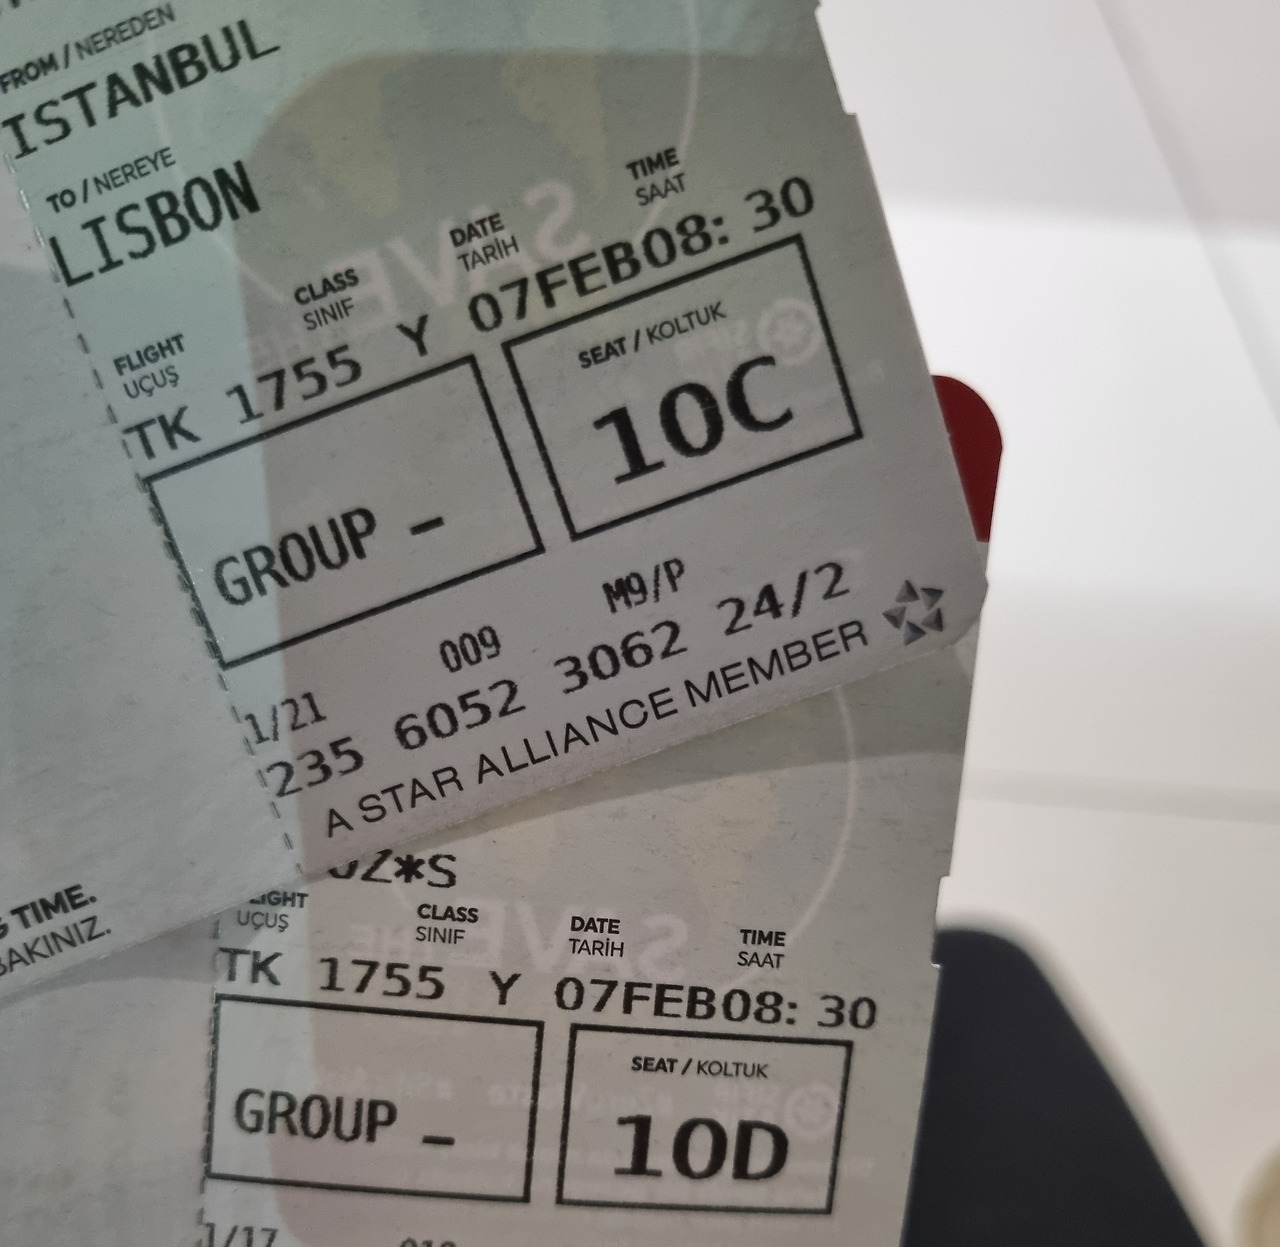 FROM / NEREDEN
ISTANBUL
TO / NEREYE
LISBON
FLIGHT CLASS DATE TIME
UÇUŞ SINIF TARİH SAAT
TK 1755 Y 07FEB08: 30
SEAT / KOLTUK
GROUP - 10C
009 M9/P
1/21
235 6052 3062 24/2
A STAR ALLIANCE MEMBER
TIME.
BAKINIZ.
Z*S
CLASS DATE TIME
UÇUŞ SINIF TARİH SAAT
TK 1755 Y 07FEB08: 30
SEAT / KOLTUK
GROUP - 10D
1/17